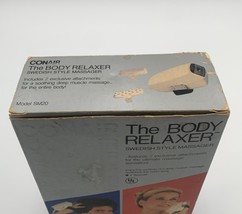 CONAIR
The BODY RELAXER
SWEDISH STYLE MASSAGER
Includes 2 exclusive attachments
for a soothing deep muscle massage
for the entire body!
Model SM20
The BODY
RELAXER
SWEDISH STYLE MASSAGER